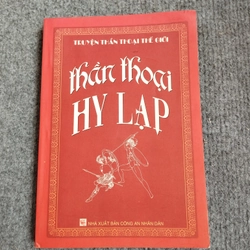 TRUYỆN THẦN THOẠI THẾ GIỚI
thần thoại
HY LẠP
NHÀ XUẤT BẢN CÔNG AN NHÂN DÂN